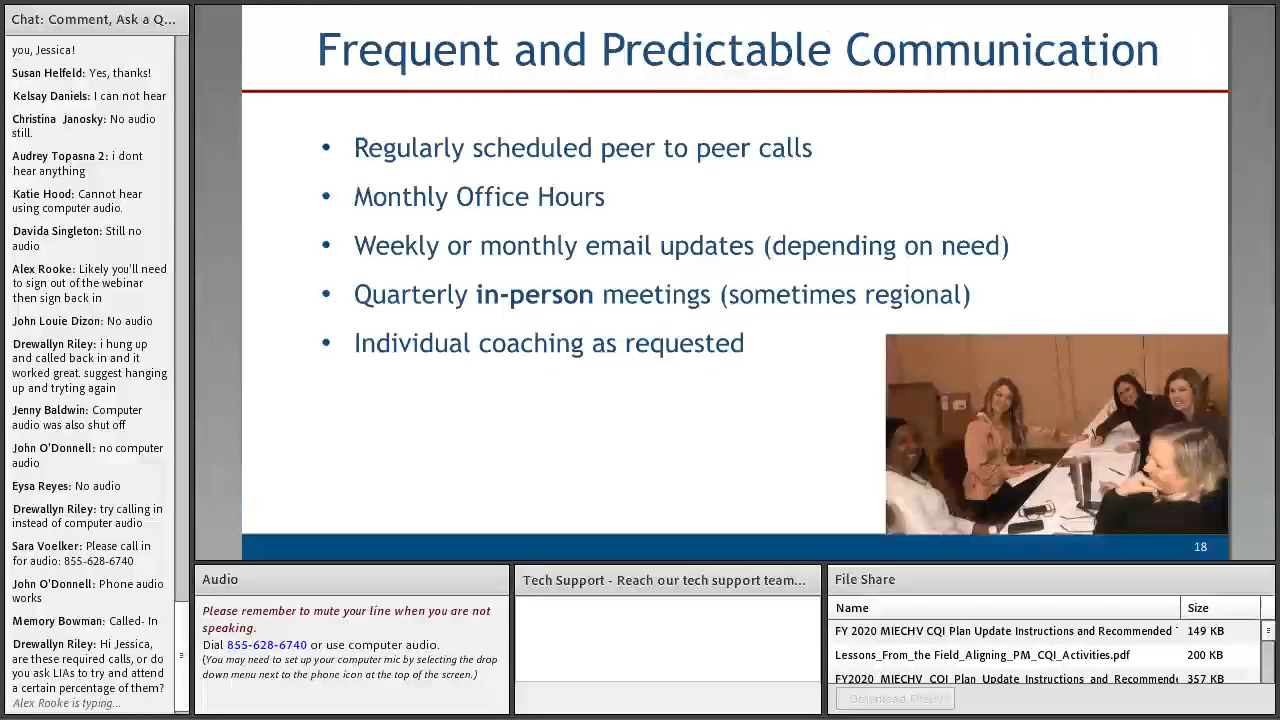 Chat: Comment, Ask a Q...
you, Jessica!
Susan Helfeld: Yes, thanks!
Kelsay Daniels: I can not hear
Christina Janosky: No audio
still.
Audrey Topasna 2: i dont
hear anything
Katie Hood: Cannot hear
using computer audio.
Davida Singleton: Still no
audio
Alex Rooke: Likely you'll need
to sign out of the webinar
then sign back in
John Louie Dizon: No audio
Drewallyn Riley: i hung up
and called back in and it
worked great. suggest hanging
up and tryting again
Jenny Baldwin: Computer
audio was also shut off
John O'Donnell: no computer
audio
Eysa Reyes: No audio
Drewallyn Riley: try calling in
instead of computer audio
Sara Voelker: Please call in
for audio: 855-628-6740
John O'Donnell: Phone audio
works
Memory Bowman: Called- In
Drewallyn Riley: Hi Jessica,
are these required calls, or do
you ask LIAs to try and attend
a certain percentage of them?
Alex Rooke is typing...
Frequent and Predictable Communication
• Regularly scheduled peer to peer calls
• Monthly Office Hours
• Weekly or monthly email updates (depending on need)
• Quarterly in-person meetings (sometimes regional)
• Individual coaching as requested
18
Audio
Please remember to mute your line when you are not
speaking.
Dial 855-628-6740 or use computer audio.
(You may need to set up your computer mic by selecting the drop
down menu next to the phone icon at the top of the screen.)
Tech Support - Reach our tech support team...
File Share
Name Size
FY 2020 MIECHV CQI Plan Update Instructions and Recommended 149 KB
Lessons_From_the Field_Aligning_PM_CQI_Activities.pdf 200 KB
FY2020_MIECHV_CQI_Plan_Update_Instructions_and_Recommende 357 KB
Download File(s)